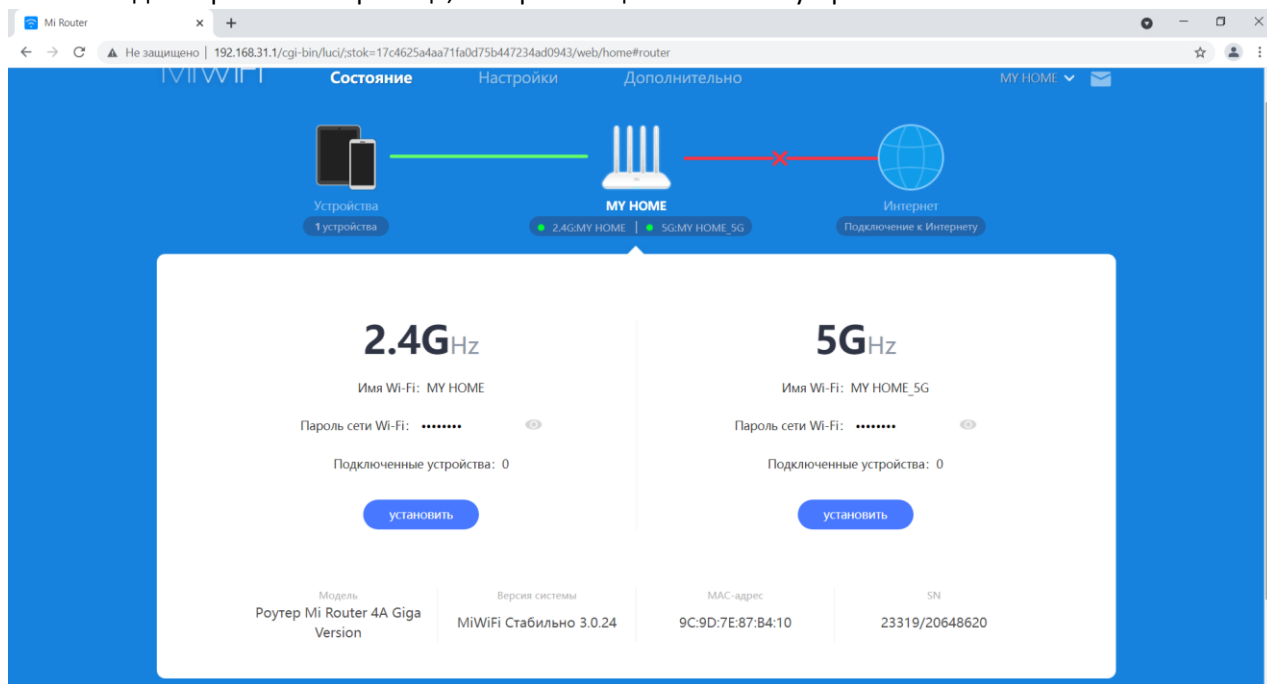 Mi Router
Не защищено | 192.168.31.1/cgi-bin/luci/;stok=17c4625a4aa71fa0d75b447234ad0943/web/home#router
MIWIFI Состояние Настройки Дополнительно MY HOME
Устройства MY HOME Интернет
1 устройства 2.4G:MY HOME | 5G:MY HOME_5G Подключение к Интернету
2.4GHz 5GHz
Имя Wi-Fi: MY HOME Имя Wi-Fi: MY HOME_5G
Пароль сети Wi-Fi: •••••••• Пароль сети Wi-Fi: ••••••••
Подключенные устройства: 0 Подключенные устройства: 0
установить установить
Модель Версия системы MAC-адрес SN
Роутер Mi Router 4A Giga Version MiWiFi Стабильно 3.0.24 9C:9D:7E:87:B4:10 23319/20648620